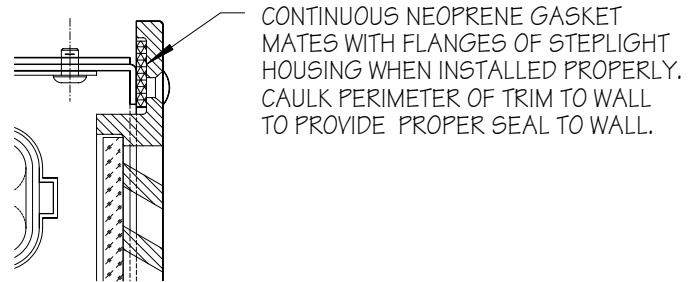 CONTINUOUS NEOPRENE GASKET
MATES WITH FLANGES OF STEPLIGHT
HOUSING WHEN INSTALLED PROPERLY.
CAULK PERIMETER OF TRIM TO WALL
TO PROVIDE PROPER SEAL TO WALL.